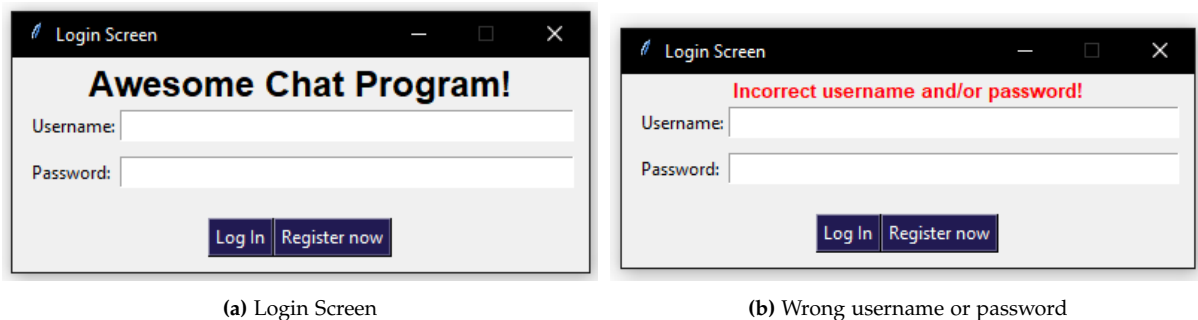 Login Screen
Awesome Chat Program!
Username:
Password:
Log In Register now
(a) Login Screen
Login Screen
Incorrect username and/or password!
Username:
Password:
Log In Register now
(b) Wrong username or password